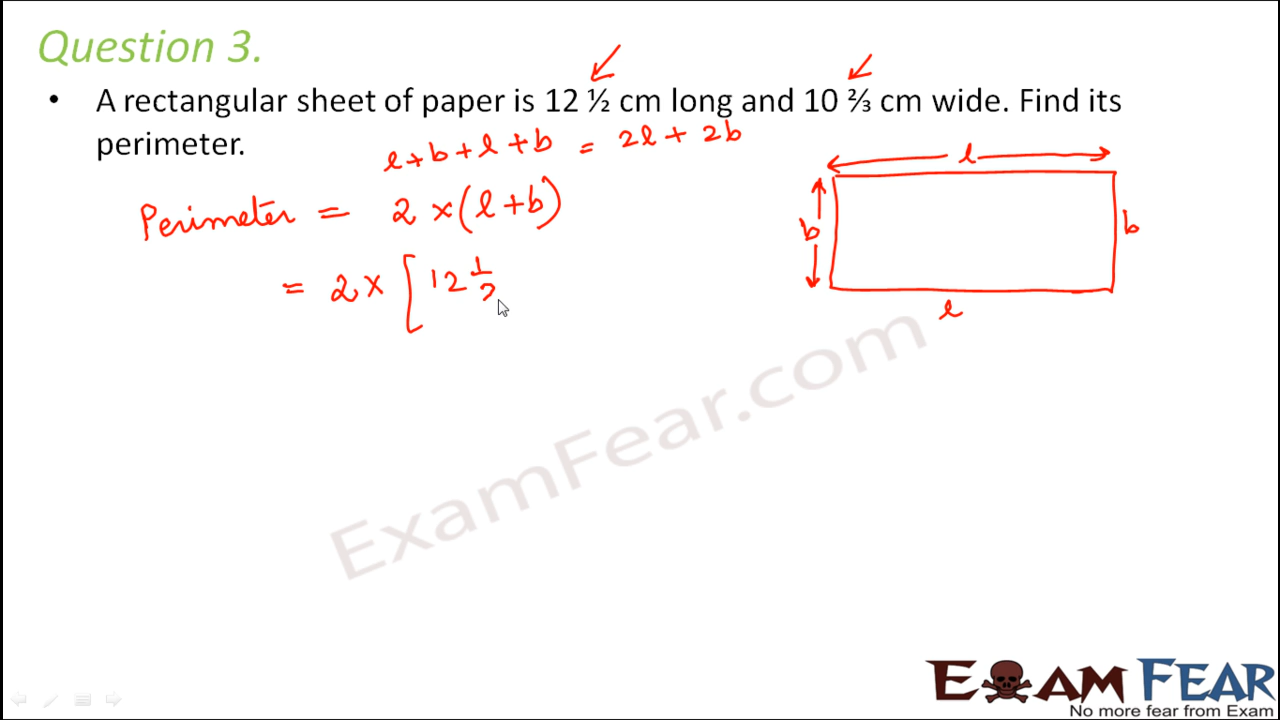 Question 3.
• A rectangular sheet of paper is 12 ½ cm long and 10 ⅔ cm wide. Find its
perimeter.
l+b+l+b = 2l + 2b
l
Perimeter = 2 × (l+b)
b
b
= 2 × [12 1/2
l
ExamFear.com
EXAM FEAR
No more fear from Exam